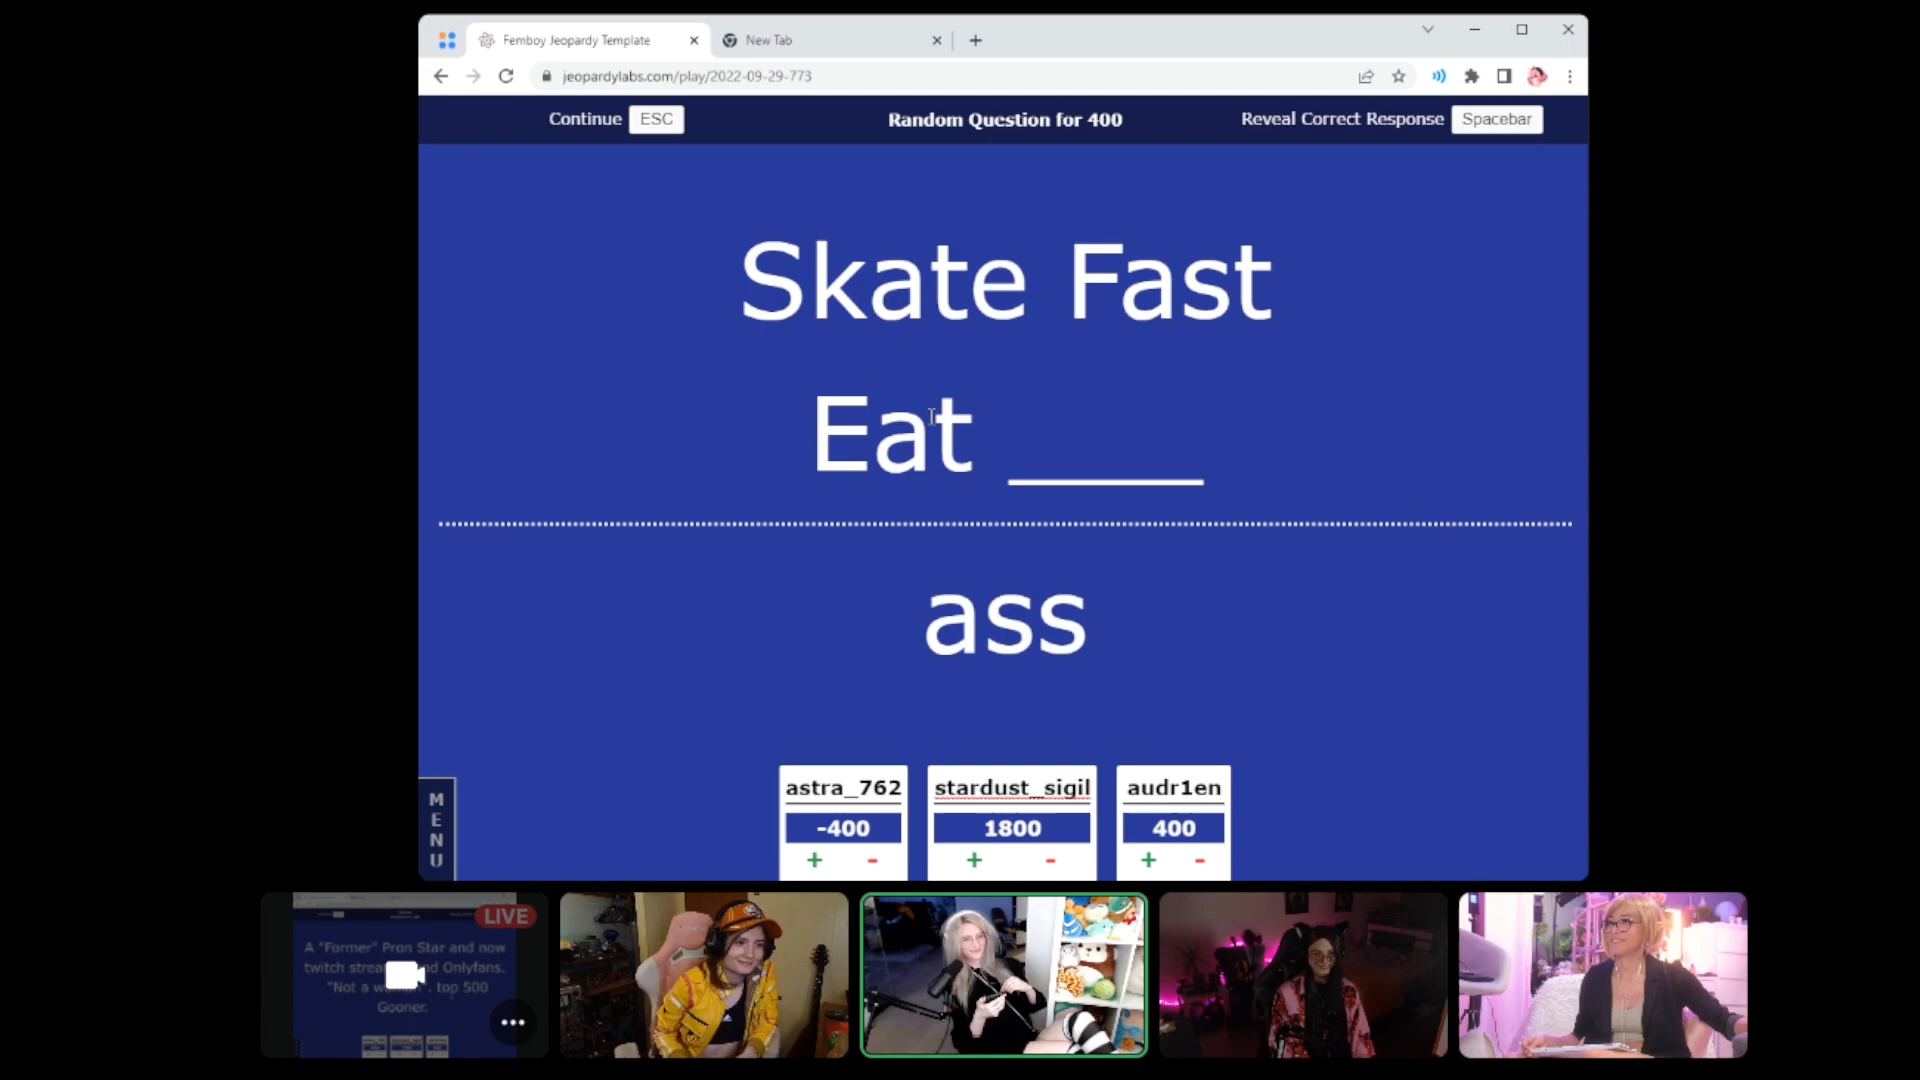 Femboy Jeopardy Template
New Tab
jeopardylabs.com/play/2022-09-29-773
Continue ESC
Random Question for 400
Reveal Correct Response Spacebar
Skate Fast
Eat _____
ass
MENU
astra_762
-400
+ -
stardust_sigil
1800
+ -
audr1en
400
+ -
LIVE
A "Former" Pron Star and now
twitch nd Onlyfans.
"Not a top 500
Gooner.